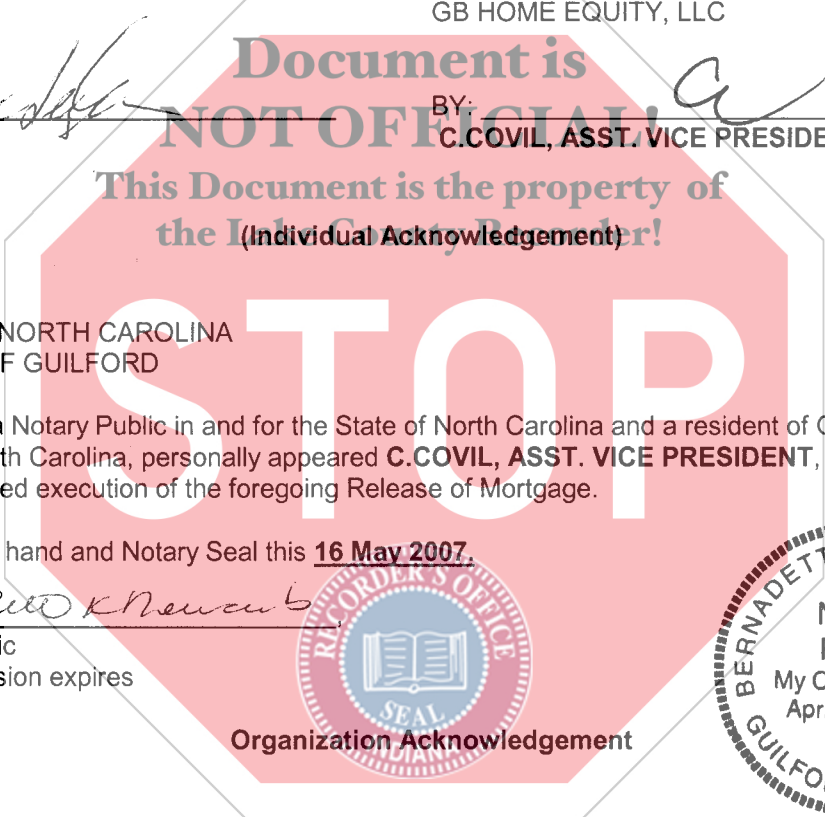 GB HOME EQUITY, LLC
Document is
BY:
NOT OFFICIAL!
C.COVIL, ASST. VICE PRESIDE
This Document is the property of
the Lake County Recorder!
(Individual Acknowledgement)
NORTH CAROLINA
F GUILFORD
STOP
a Notary Public in and for the State of North Carolina and a resident of G
th Carolina, personally appeared C.COVIL, ASST. VICE PRESIDENT,
ed execution of the foregoing Release of Mortgage.
hand and Notary Seal this 16 May 2007.
ic
sion expires
RECORDER'S OFFICE
SEAL
INDIANA
Organization Acknowledgement
BERNADETT
My C
Apr
GUILFO